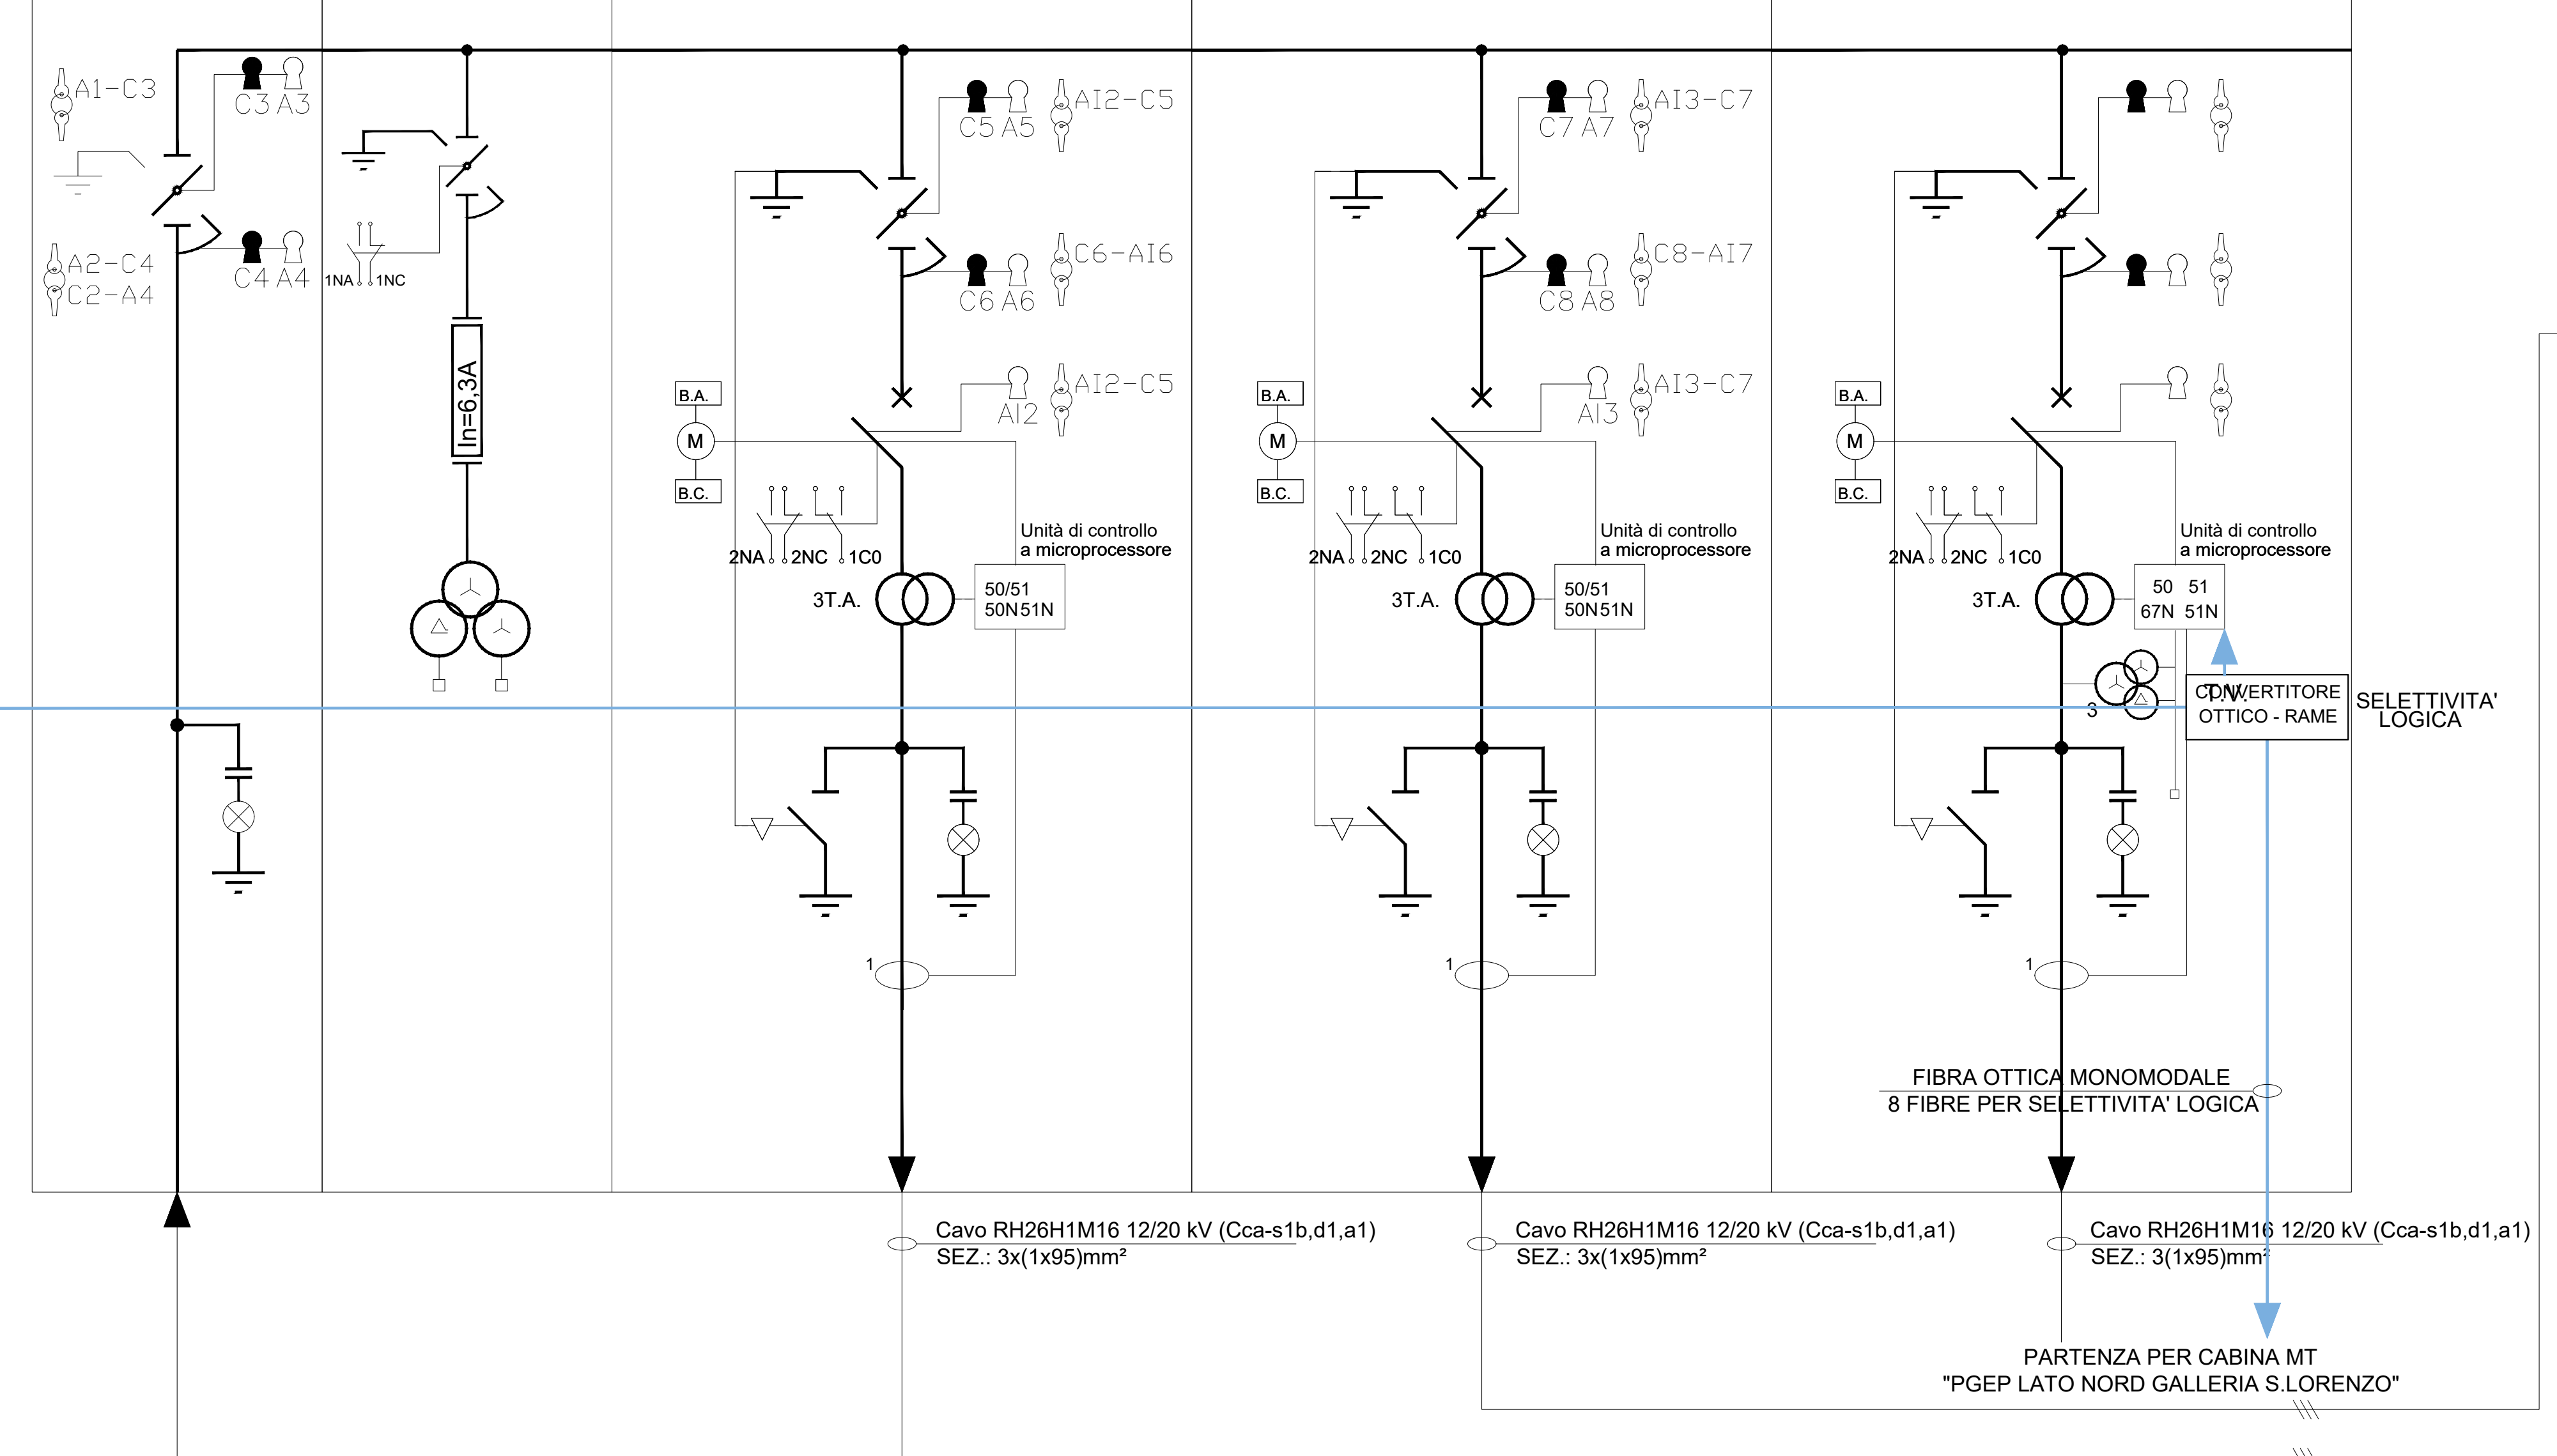 A1-C3
C3 A3
A2-C4
C2-A4
C4 A4
1NA 1NC
In=6,3A
C5 A5
AI2-C5
C6-AI6
C6 A6
AI2
AI2-C5
B.A.
M
B.C.
2NA 2NC 1C0
Unità di controllo
a microprocessore
3T.A.
50/51
50N51N
1
C7 A7
AI3-C7
C8-AI7
C8 A8
AI3
AI3-C7
B.A.
M
B.C.
2NA 2NC 1C0
Unità di controllo
a microprocessore
3T.A.
50/51
50N51N
1
B.A.
M
B.C.
2NA 2NC 1C0
Unità di controllo
a microprocessore
3T.A.
50 51
67N 51N
T.V.
3
CONVERTITORE
OTTICO - RAME
SELETTIVITA'
LOGICA
1
FIBRA OTTICA MONOMODALE
8 FIBRE PER SELETTIVITA' LOGICA
Cavo RH26H1M16 12/20 kV (Cca-s1b,d1,a1)
SEZ.: 3x(1x95)mm²
Cavo RH26H1M16 12/20 kV (Cca-s1b,d1,a1)
SEZ.: 3x(1x95)mm²
Cavo RH26H1M16 12/20 kV (Cca-s1b,d1,a1)
SEZ.: 3(1x95)mm²
PARTENZA PER CABINA MT
"PGEP LATO NORD GALLERIA S.LORENZO"